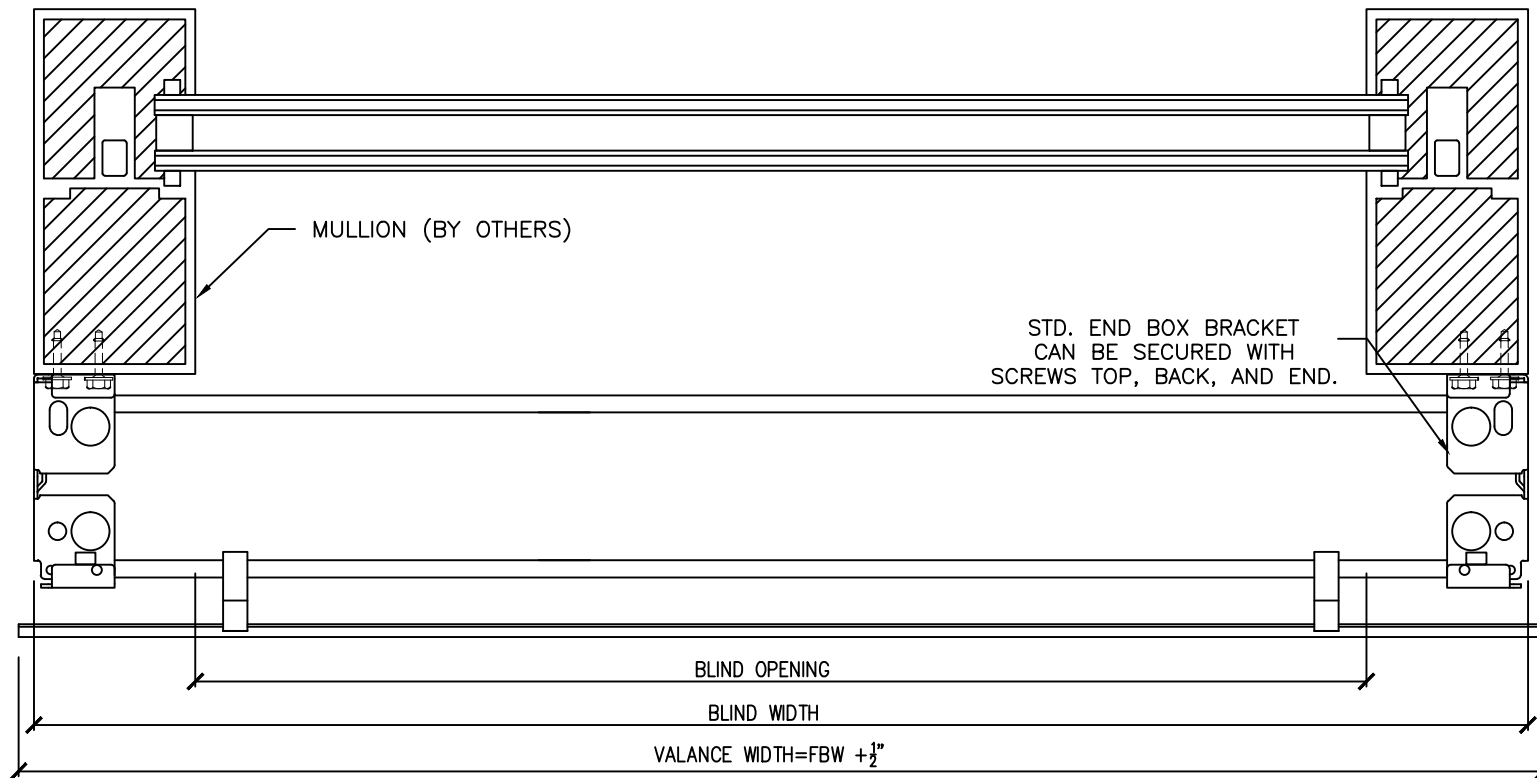 MULLION (BY OTHERS)
STD. END BOX BRACKET
CAN BE SECURED WITH
SCREWS TOP, BACK, AND END.
BLIND OPENING
BLIND WIDTH
VALANCE WIDTH=FBW +½"